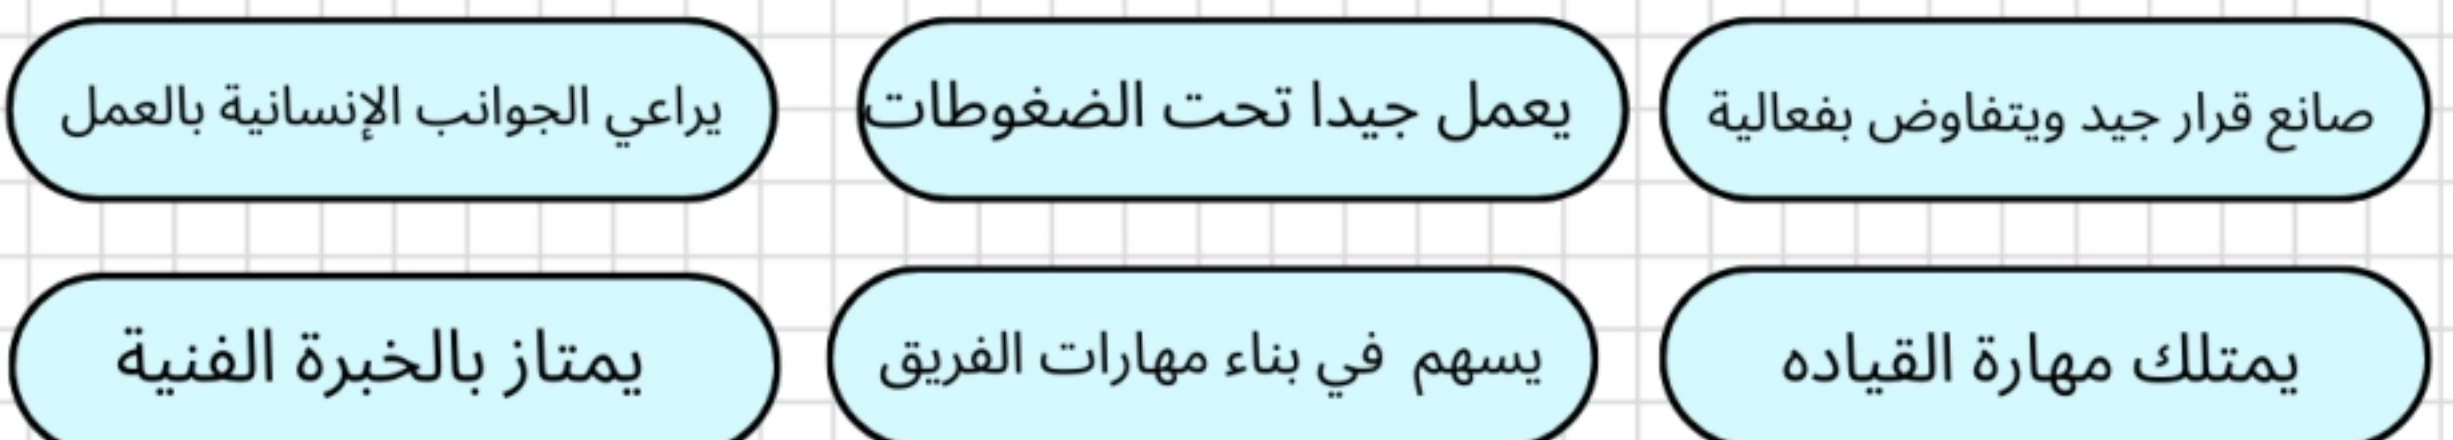 صانع قرار جيد ويتفاوض بفعالية
يعمل جيدا تحت الضغوطات
يراعي الجوانب الإنسانية بالعمل
يمتلك مهارة القياده
يسهم في بناء مهارات الفريق
يمتاز بالخبرة الفنية